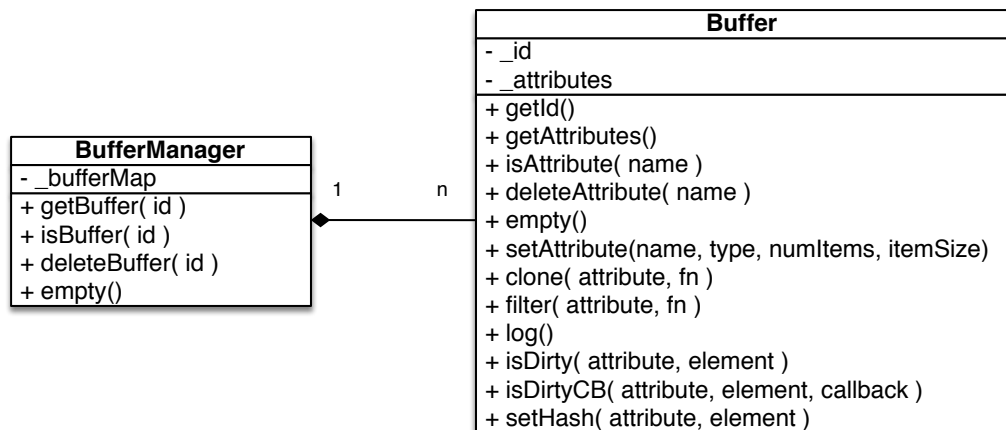 BufferManager
- _bufferMap
+ getBuffer( id )
+ isBuffer( id )
+ deleteBuffer( id )
+ empty()
1
n
Buffer
- _id
- _attributes
+ getId()
+ getAttributes()
+ isAttribute( name )
+ deleteAttribute( name )
+ empty()
+ setAttribute(name, type, numItems, itemSize)
+ clone( attribute, fn )
+ filter( attribute, fn )
+ log()
+ isDirty( attribute, element )
+ isDirtyCB( attribute, element, callback )
+ setHash( attribute, element )